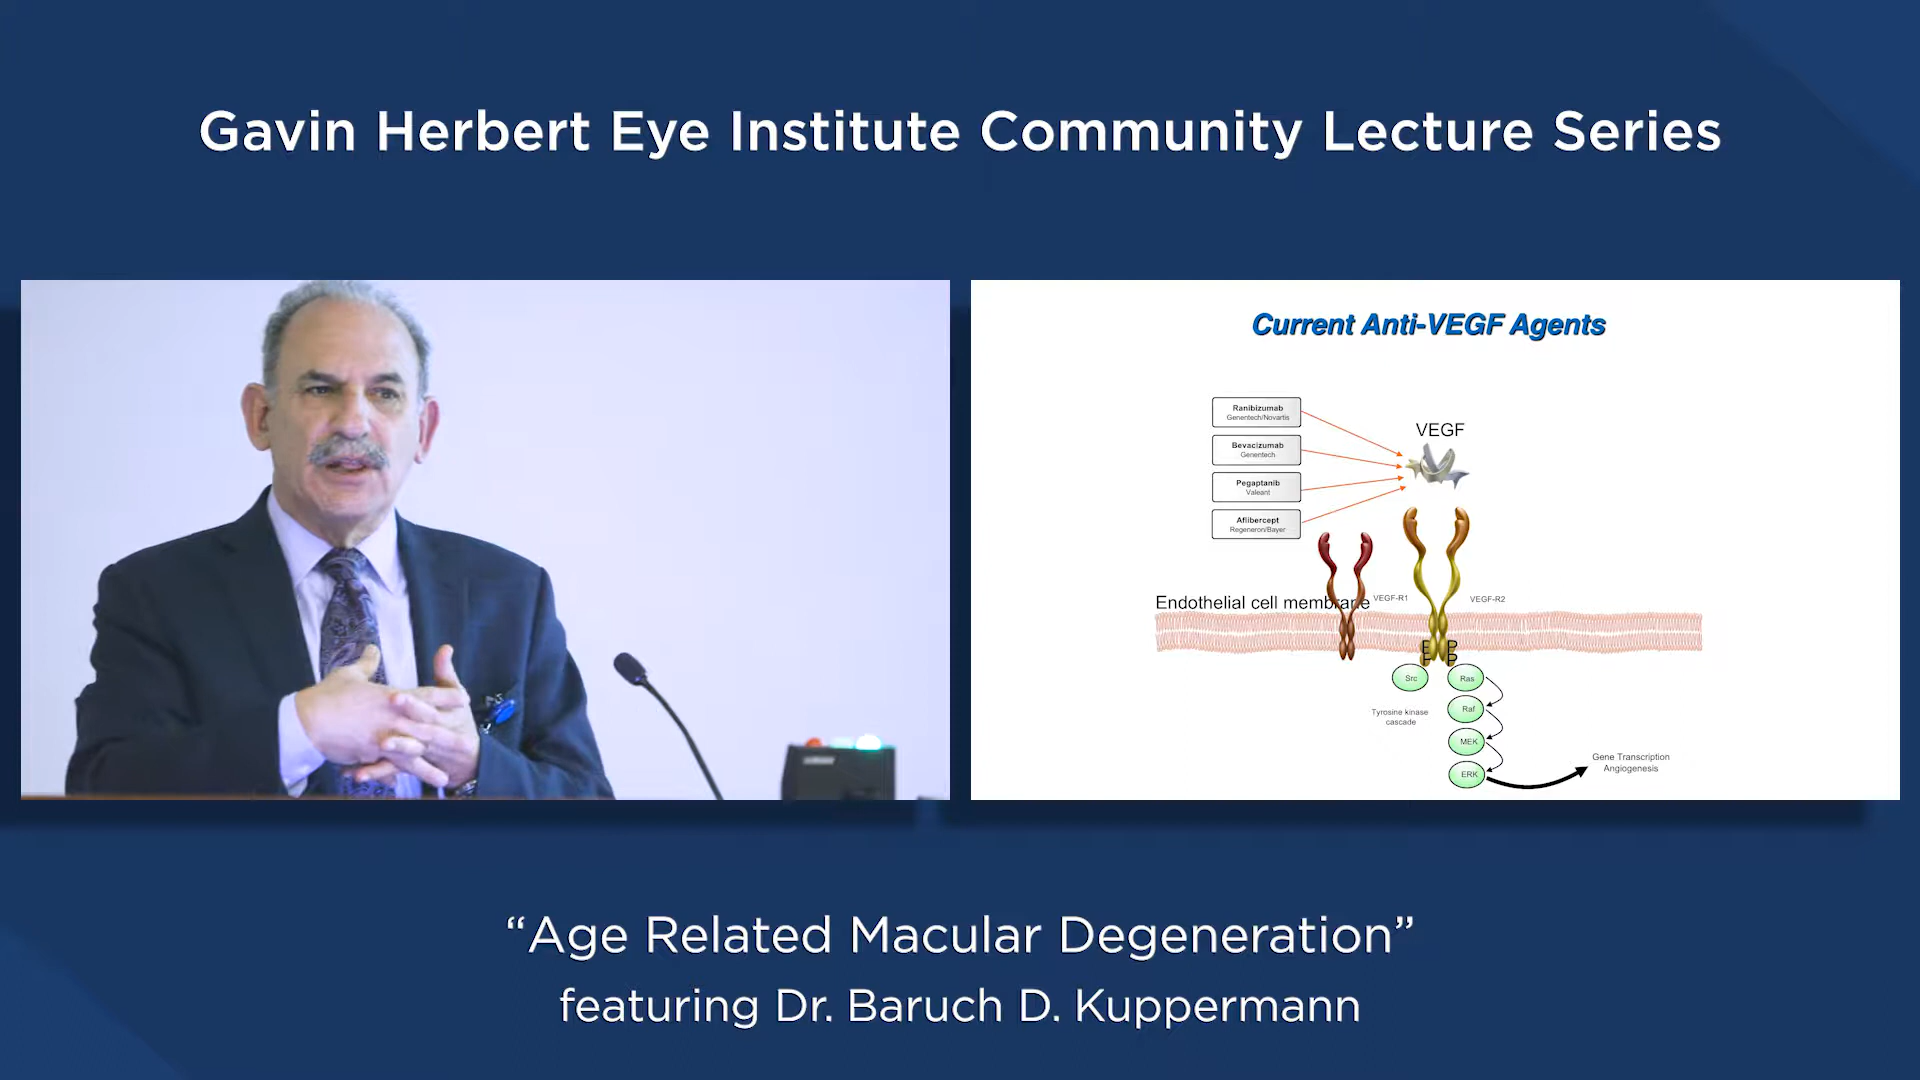 Gavin Herbert Eye Institute Community Lecture Series
Current Anti-VEGF Agents
Ranibizumab
Genentech/Novartis
Bevacizumab
Genentech
Pegaptanib
Valeant
Aflibercept
Regeneron/Bayer
VEGF
Endothelial cell membrane
VEGF-R1
VEGF-R2
Src
Ras
Raf
MEK
ERK
Tyrosine kinase
cascade
Gene Transcription
Angiogenesis
“Age Related Macular Degeneration”
featuring Dr. Baruch D. Kuppermann